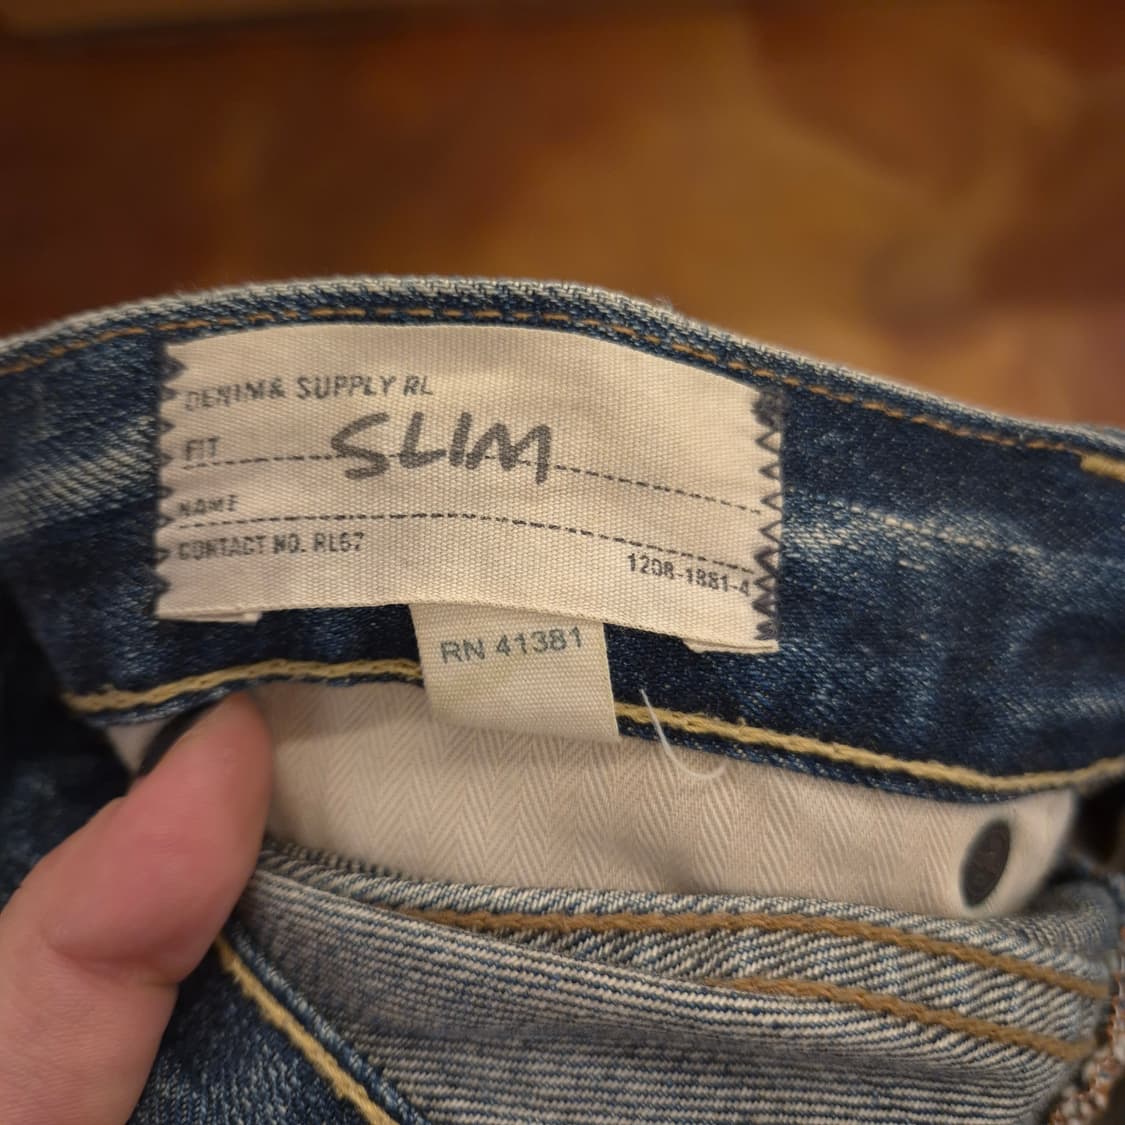 DENIM& SUPPLY RL
FIT SLIM
NAME
CONTACT NO. RL67
1208-1881-4
RN 41381